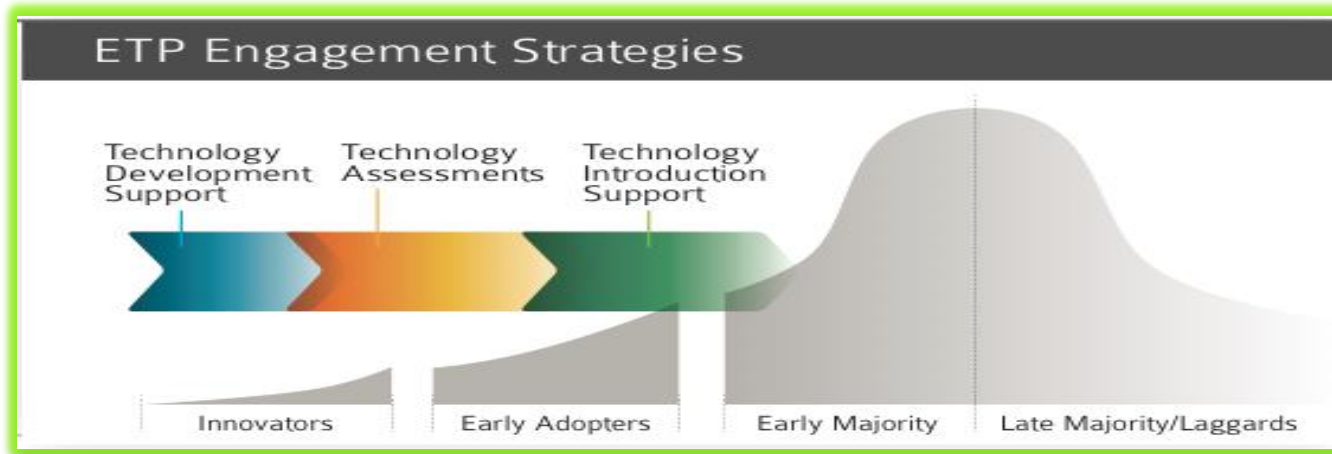 ETP Engagement Strategies
Technology
Development
Support
Technology
Assessments
Technology
Introduction
Support
Innovators
Early Adopters
Early Majority
Late Majority/Laggards